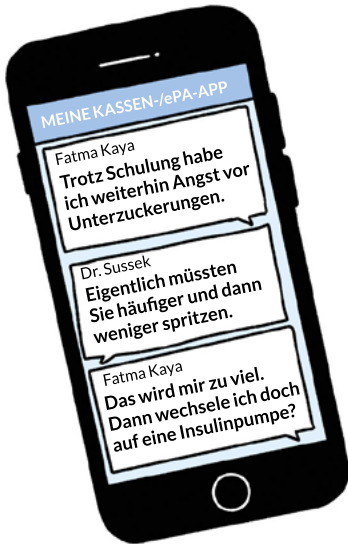 MEINE KASSEN-/ePA-APP
Fatma Kaya
Trotz Schulung habe
ich weiterhin Angst vor
Unterzuckerungen.
Dr. Sussek
Eigentlich müssten
Sie häufiger und dann
weniger spritzen.
Fatma Kaya
Das wird mir zu viel.
Dann wechsele ich doch
auf eine Insulinpumpe?